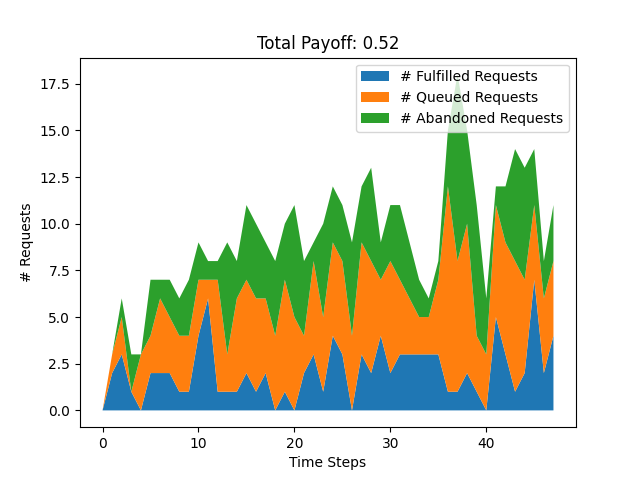 Total Payoff: 0.52
# Fulfilled Requests
# Queued Requests
# Abandoned Requests
17.5
15.0
12.5
10.0
7.5
5.0
2.5
0.0
# Requests
0 10 20 30 40
Time Steps